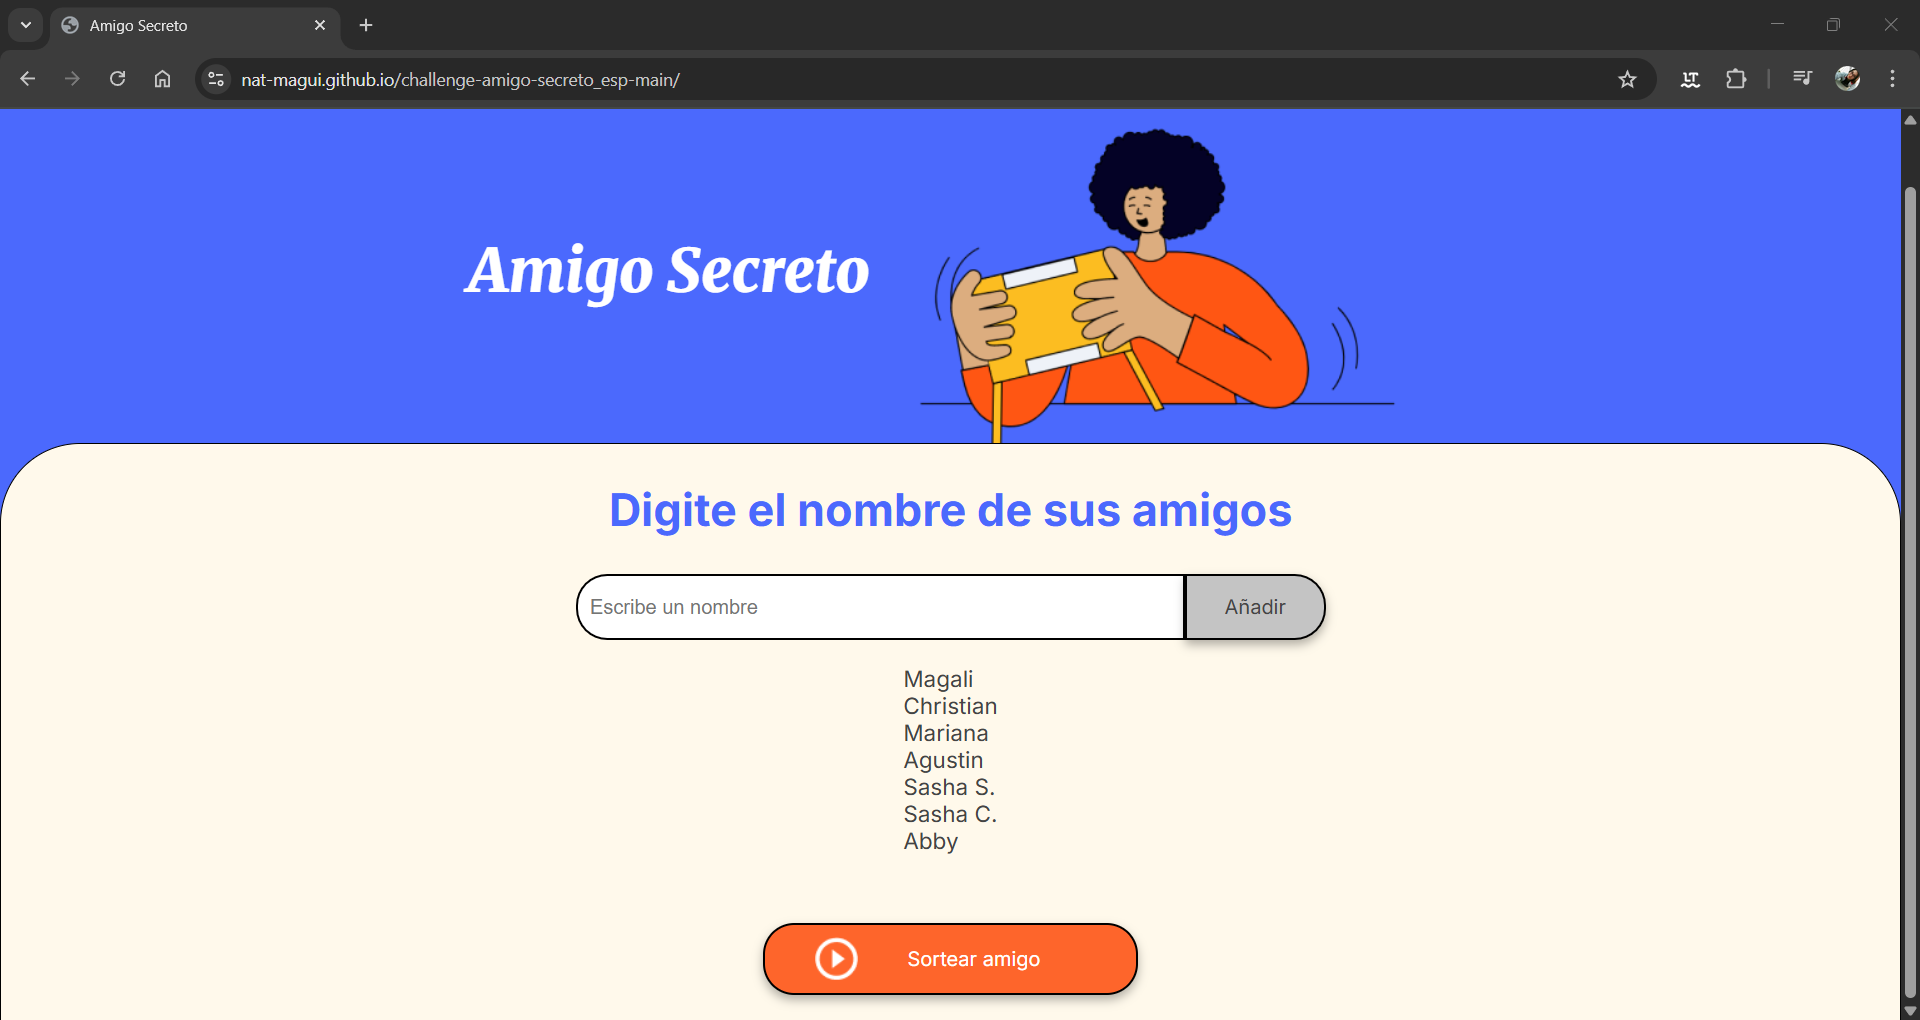 Amigo Secreto
nat-magui.github.io/challenge-amigo-secreto_esp-main/
LT
Amigo Secreto
Digite el nombre de sus amigos
Escribe un nombre
Añadir
Magali
Christian
Mariana
Agustin
Sasha S.
Sasha C.
Abby
Sortear amigo